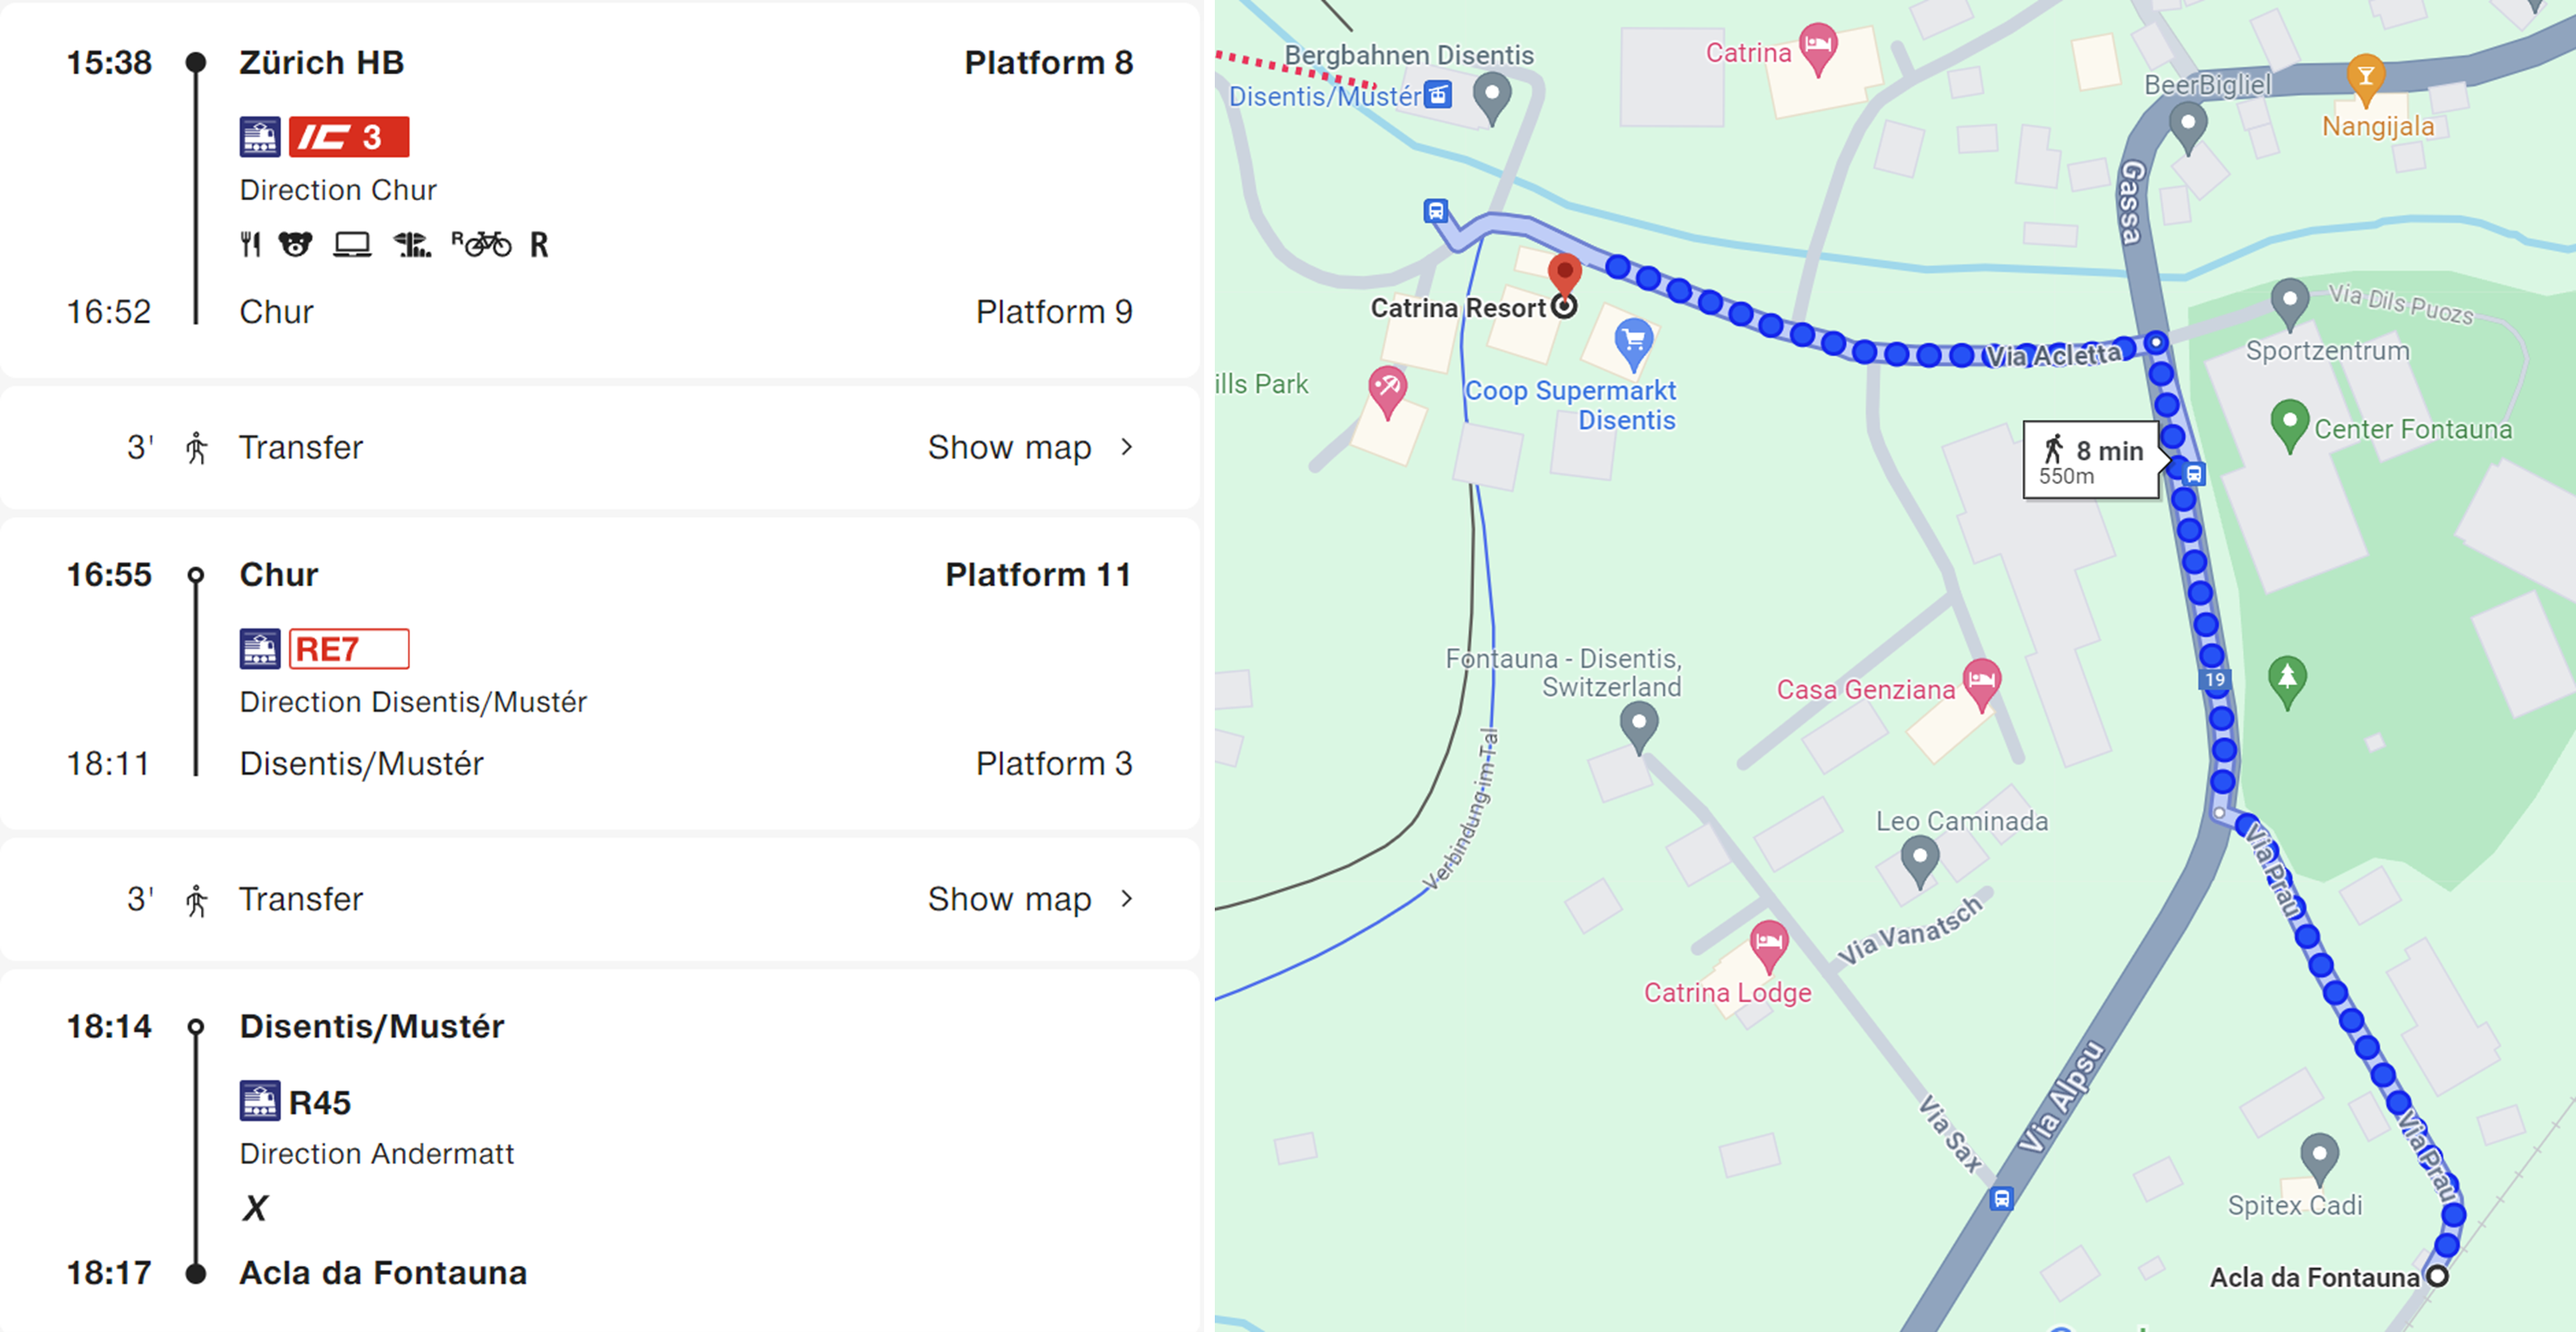 15:38 Zürich HB Platform 8
IC 3
Direction Chur
R R
16:52 Chur Platform 9
3' Transfer Show map
16:55 Chur Platform 11
RE7
Direction Disentis/Mustér
18:11 Disentis/Mustér Platform 3
3' Transfer Show map
18:14 Disentis/Mustér
R45
Direction Andermatt
X
18:17 Acla da Fontauna
Bergbahnen Disentis
Disentis/Mustér
Catrina
BeerBigliel
Nangijala
Gassa
Catrina Resort
Via Acletta
Via Dils Puozs
Sportzentrum
ills Park
Coop Supermarkt
Disentis
Center Fontauna
8 min
550m
Fontauna - Disentis,
Switzerland
Casa Genziana
19
Verbindung im Tal
Leo Caminada
Via Prau
Via Vanatsch
Catrina Lodge
Via Alpsu
Via Sax
Via Prau
Spitex Cadi
Acla da Fontauna